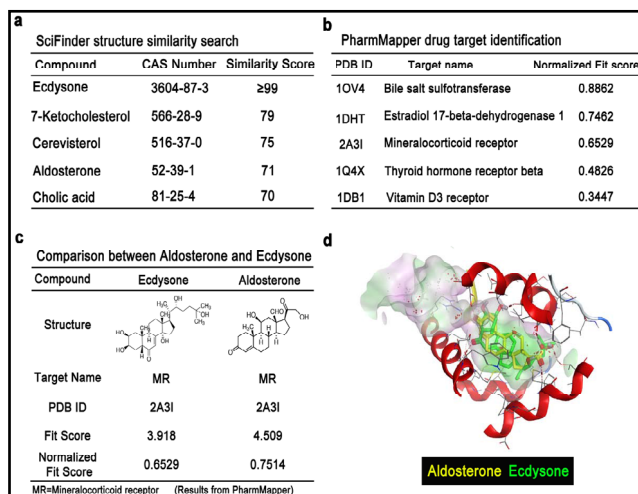 a
SciFinder structure similarity search
Compound CAS Number Similarity Score
Ecdysone 3604-87-3 ≥99
7-Ketocholesterol 566-28-9 79
Cerevisterol 516-37-0 75
Aldosterone 52-39-1 71
Cholic acid 81-25-4 70
b
PharmMapper drug target identification
PDB ID Target name Normalized Fit score
1OV4 Bile salt sulfotransferase 0.8862
1DHT Estradiol 17-beta-dehydrogenase 1 0.7462
2A3I Mineralocorticoid receptor 0.6529
1Q4X Thyroid hormone receptor beta 0.4826
1DB1 Vitamin D3 receptor 0.3447
c
Comparison between Aldosterone and Ecdysone
Compound Ecdysone Aldosterone
Structure
Target Name MR MR
PDB ID 2A3I 2A3I
Fit Score 3.918 4.509
Normalized
Fit Score 0.6529 0.7514
MR=Mineralocorticoid receptor (Results from PharmMapper)
d
Aldosterone Ecdysone